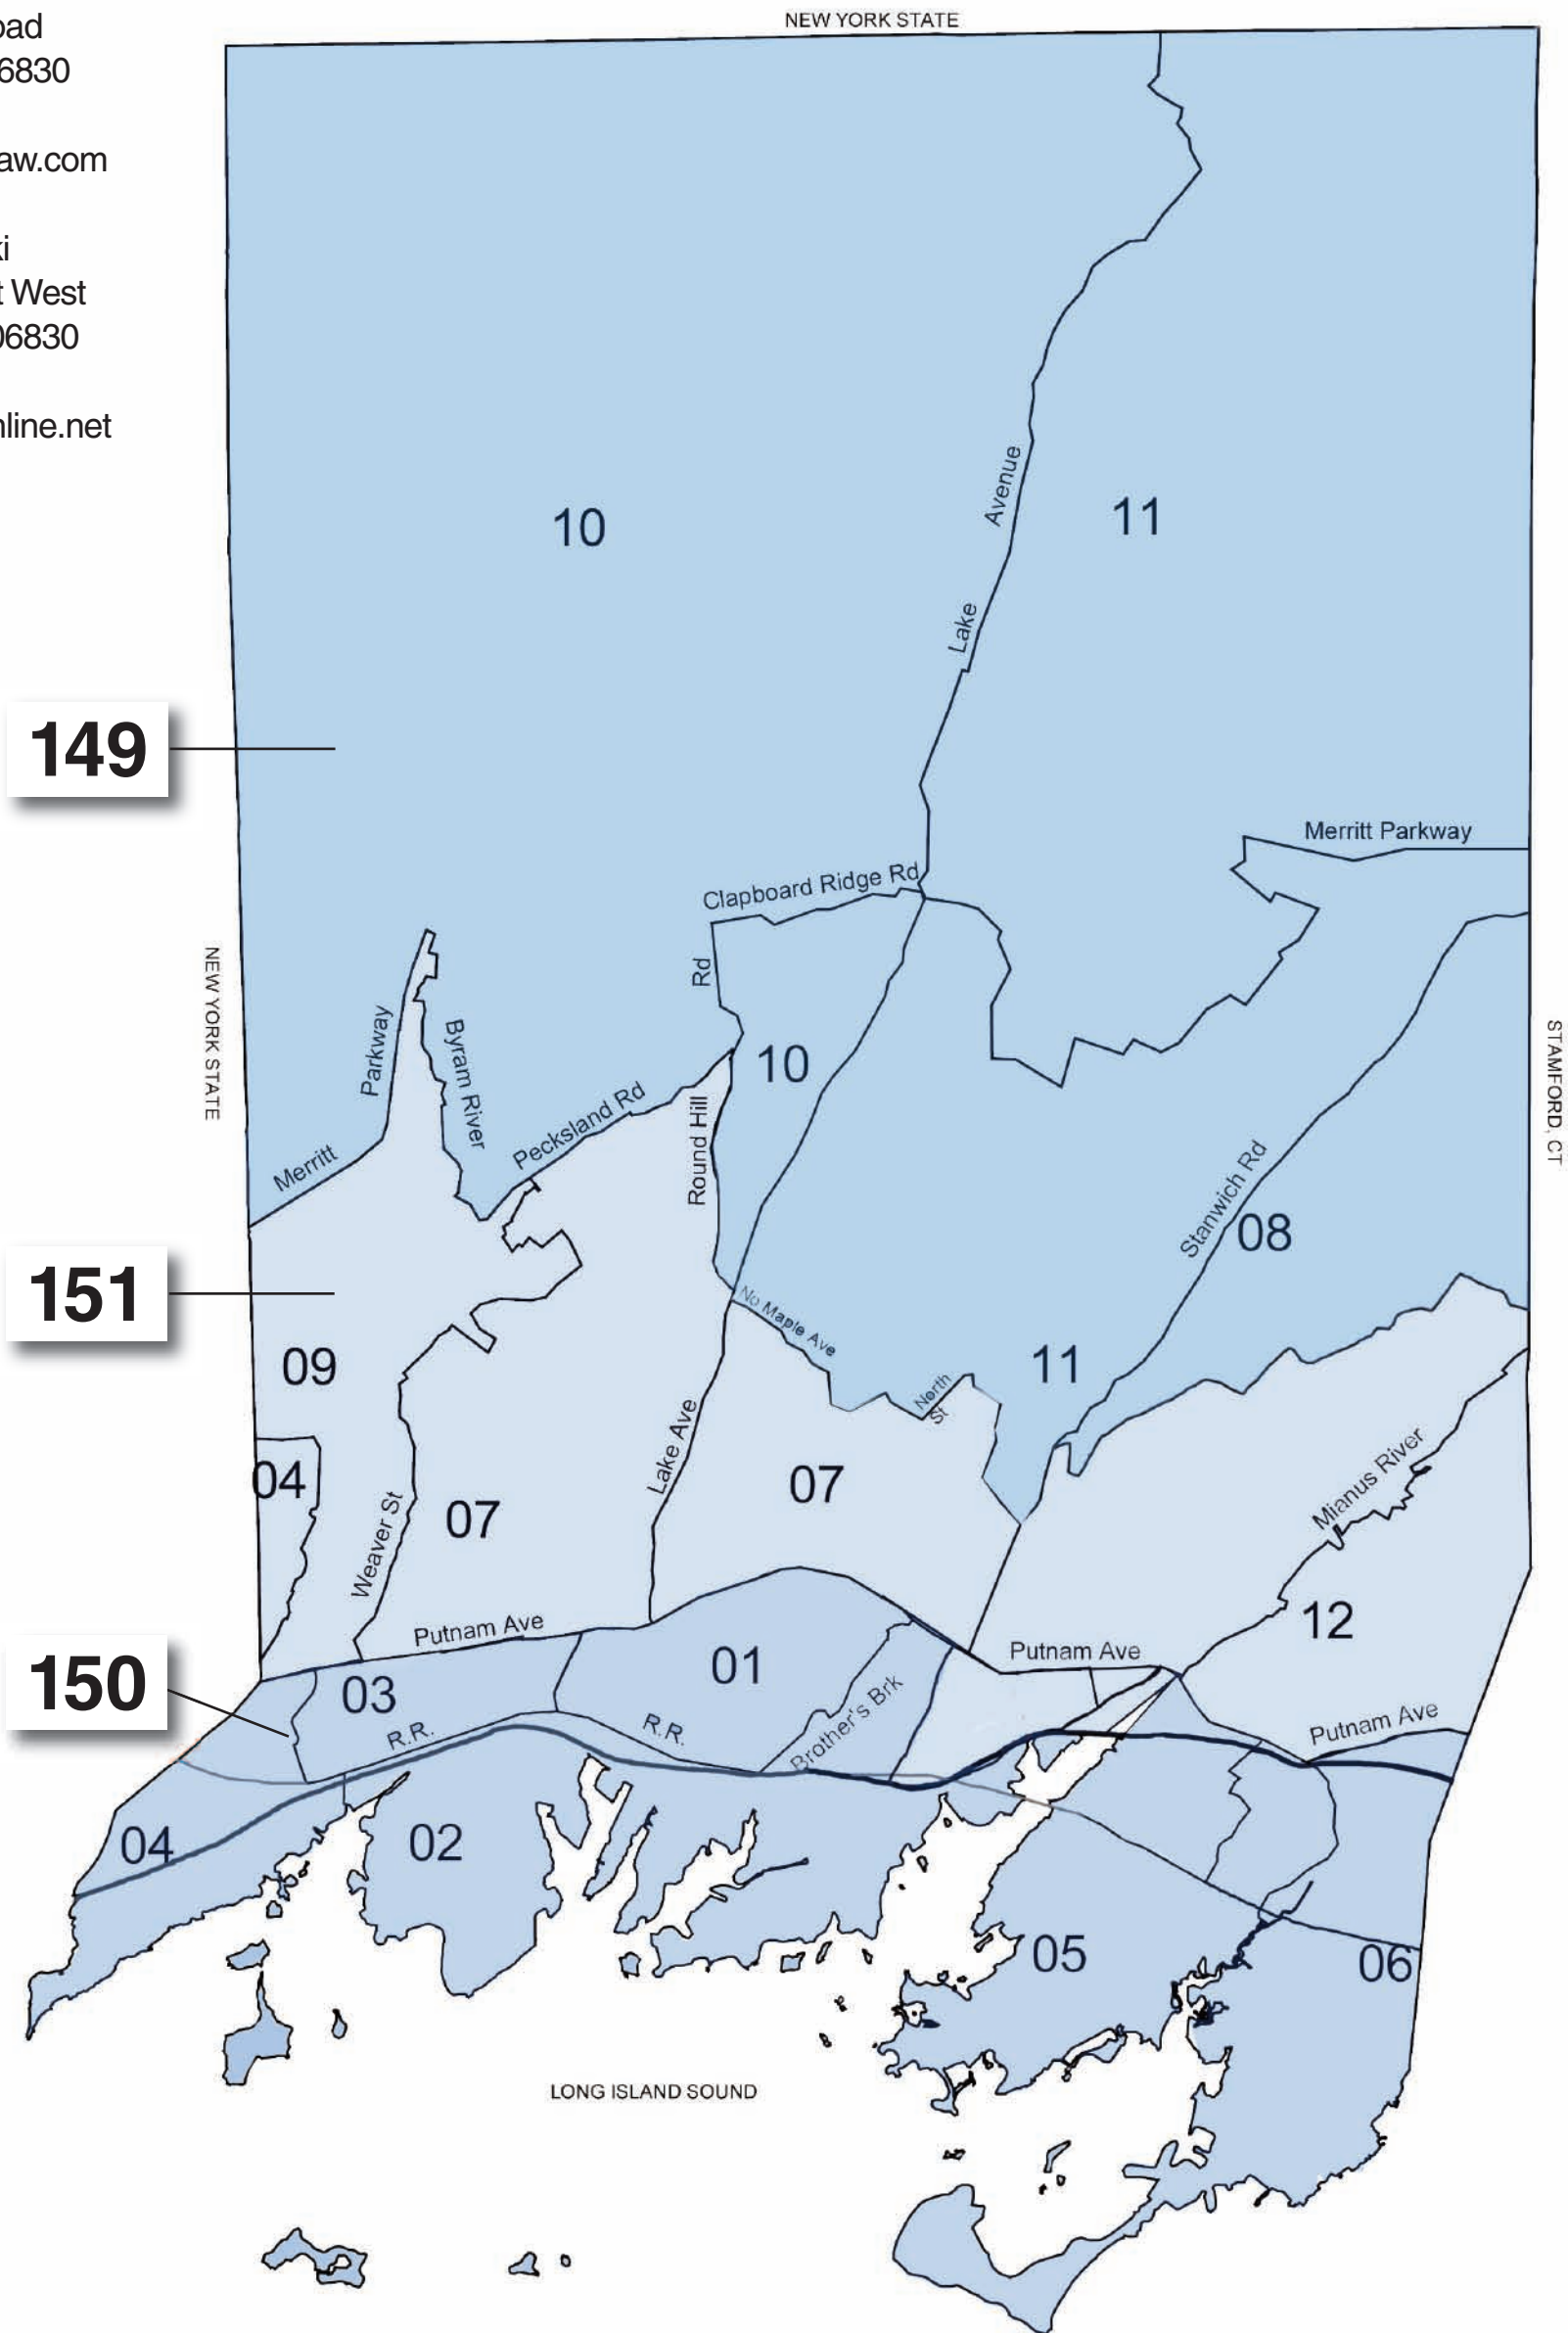 oad
6830
aw.com
ki
t West
06830
nline.net
NEW YORK STATE
10
11
Avenue
Lake
149
Merritt Parkway
Clapboard Ridge Rd
NEW YORK STATE
Rd
Parkway
Byram River
10
STAMFORD, CT
Pecksland Rd
Round Hill
Merritt
Stanwich Rd
08
151
No Maple Ave
09
11
North
St
Lake Ave
04
07
07
Weaver St
Mianus River
12
Putnam Ave
150
03
01
Putnam Ave
R.R.
R.R.
Brother's Brk
Putnam Ave
04
02
05
06
LONG ISLAND SOUND